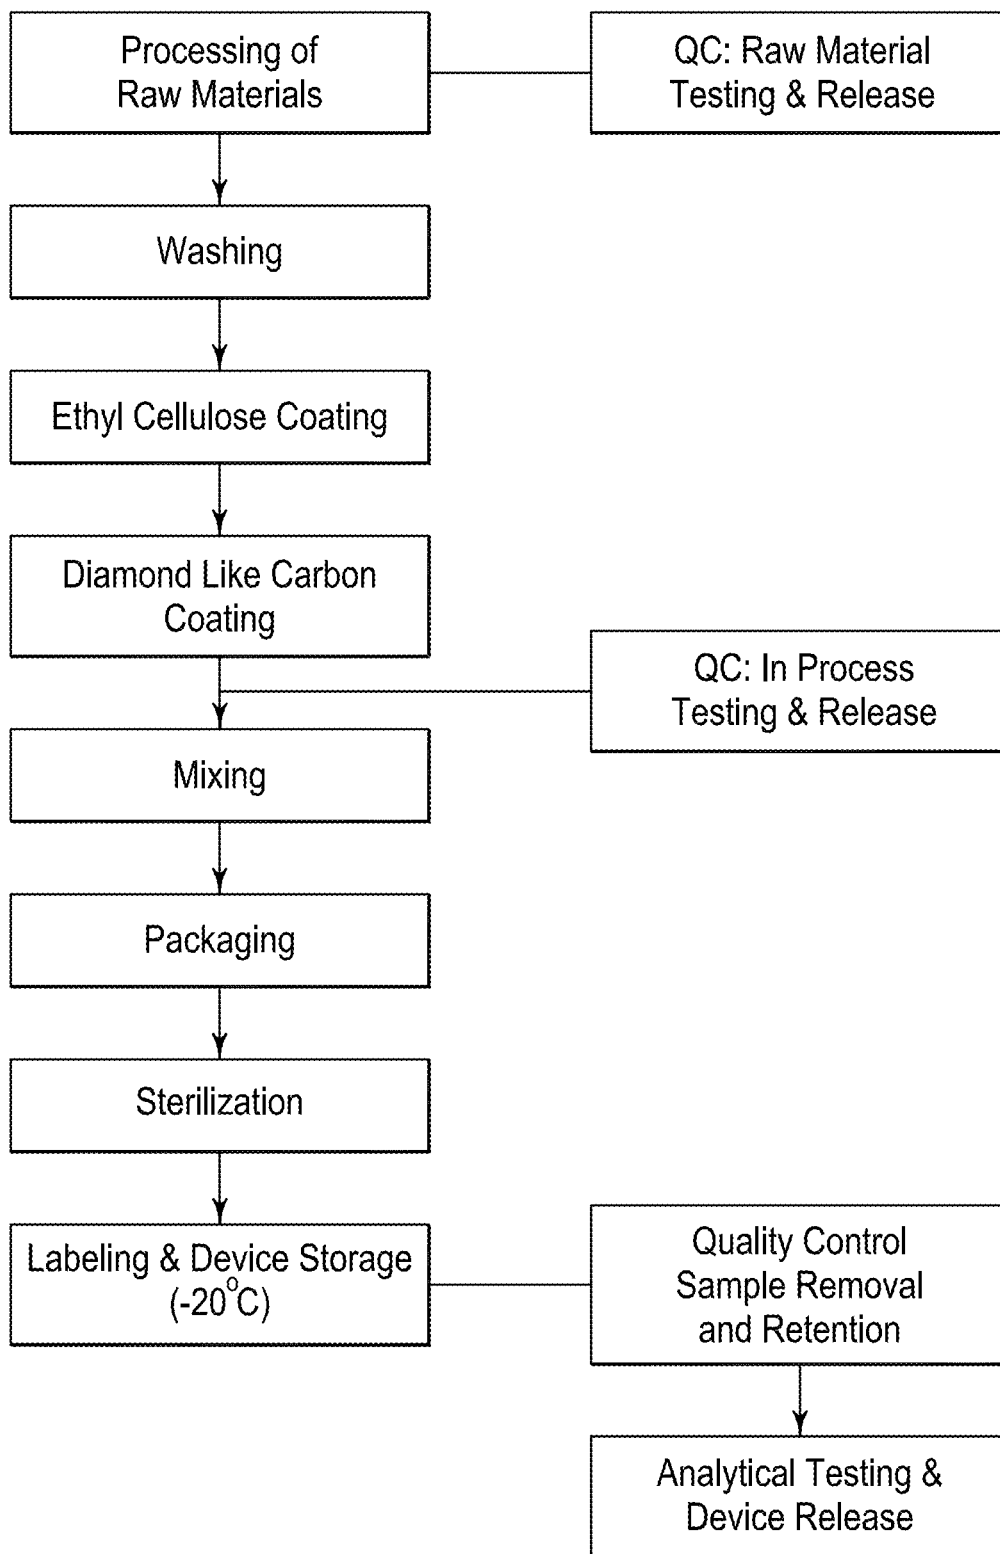 Processing of
Raw Materials
QC: Raw Material
Testing & Release
Washing
Ethyl Cellulose Coating
Diamond Like Carbon
Coating
QC: In Process
Testing & Release
Mixing
Packaging
Sterilization
Labeling & Device Storage
(-20°C)
Quality Control
Sample Removal
and Retention
Analytical Testing &
Device Release